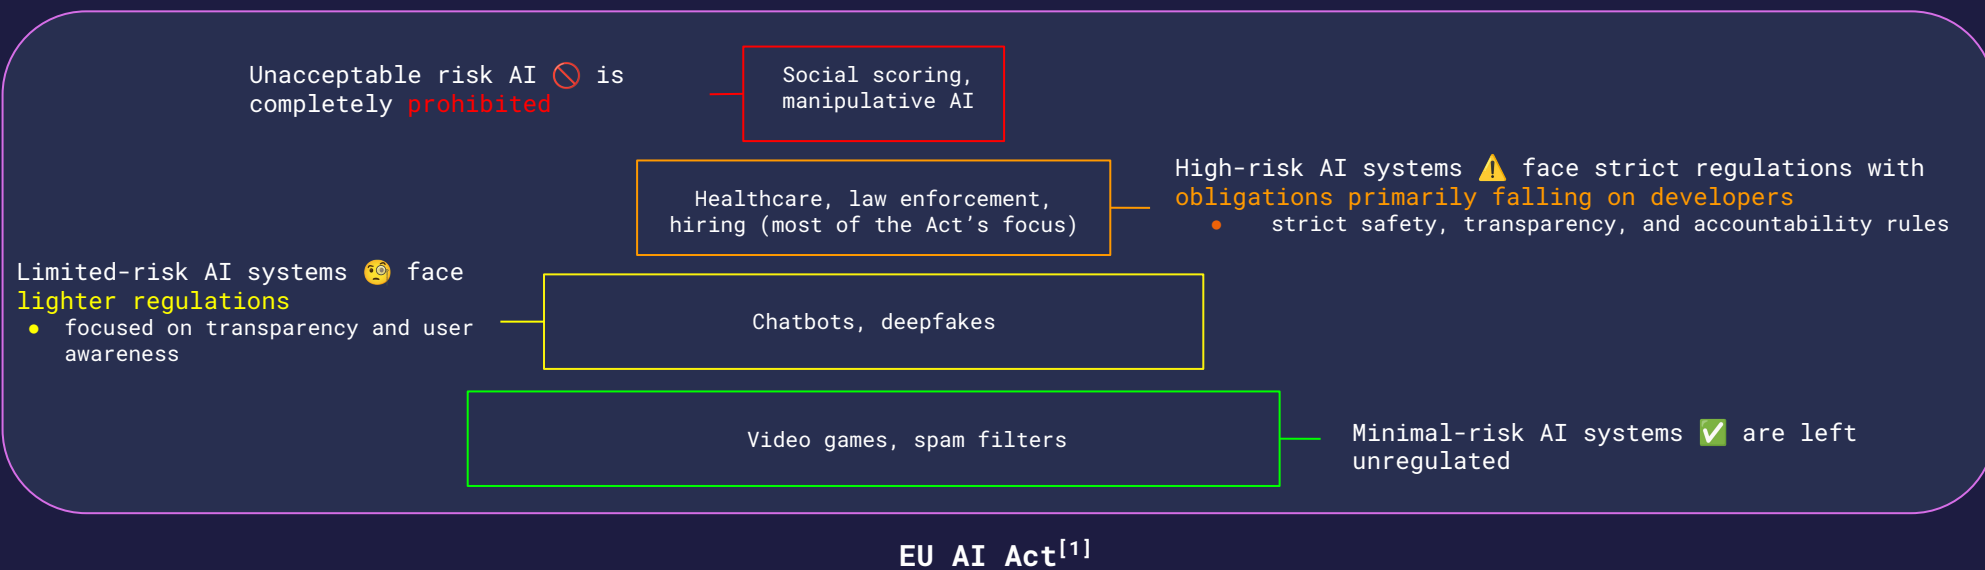 Unacceptable risk AI 🚫 is
completely prohibited
Social scoring,
manipulative AI
Healthcare, law enforcement,
hiring (most of the Act's focus)
High-risk AI systems ⚠️ face strict regulations with
obligations primarily falling on developers
● strict safety, transparency, and accountability rules
Limited-risk AI systems 🧐 face
lighter regulations
● focused on transparency and user
awareness
Chatbots, deepfakes
Video games, spam filters
Minimal-risk AI systems ✅ are left
unregulated
EU AI Act[1]